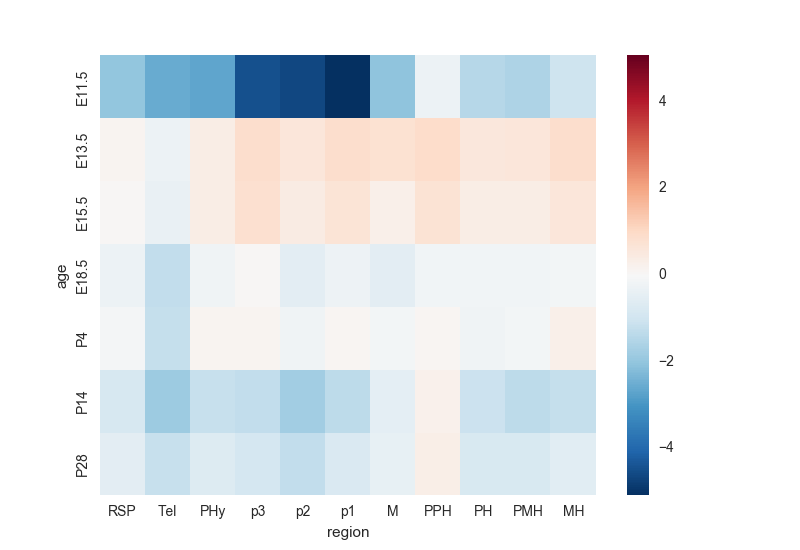 E11.5
E13.5
E15.5
E18.5
P4
P14
P28
age
RSP Tel PHy p3 p2 p1 M PPH PH PMH MH
region
4
2
0
−2
−4